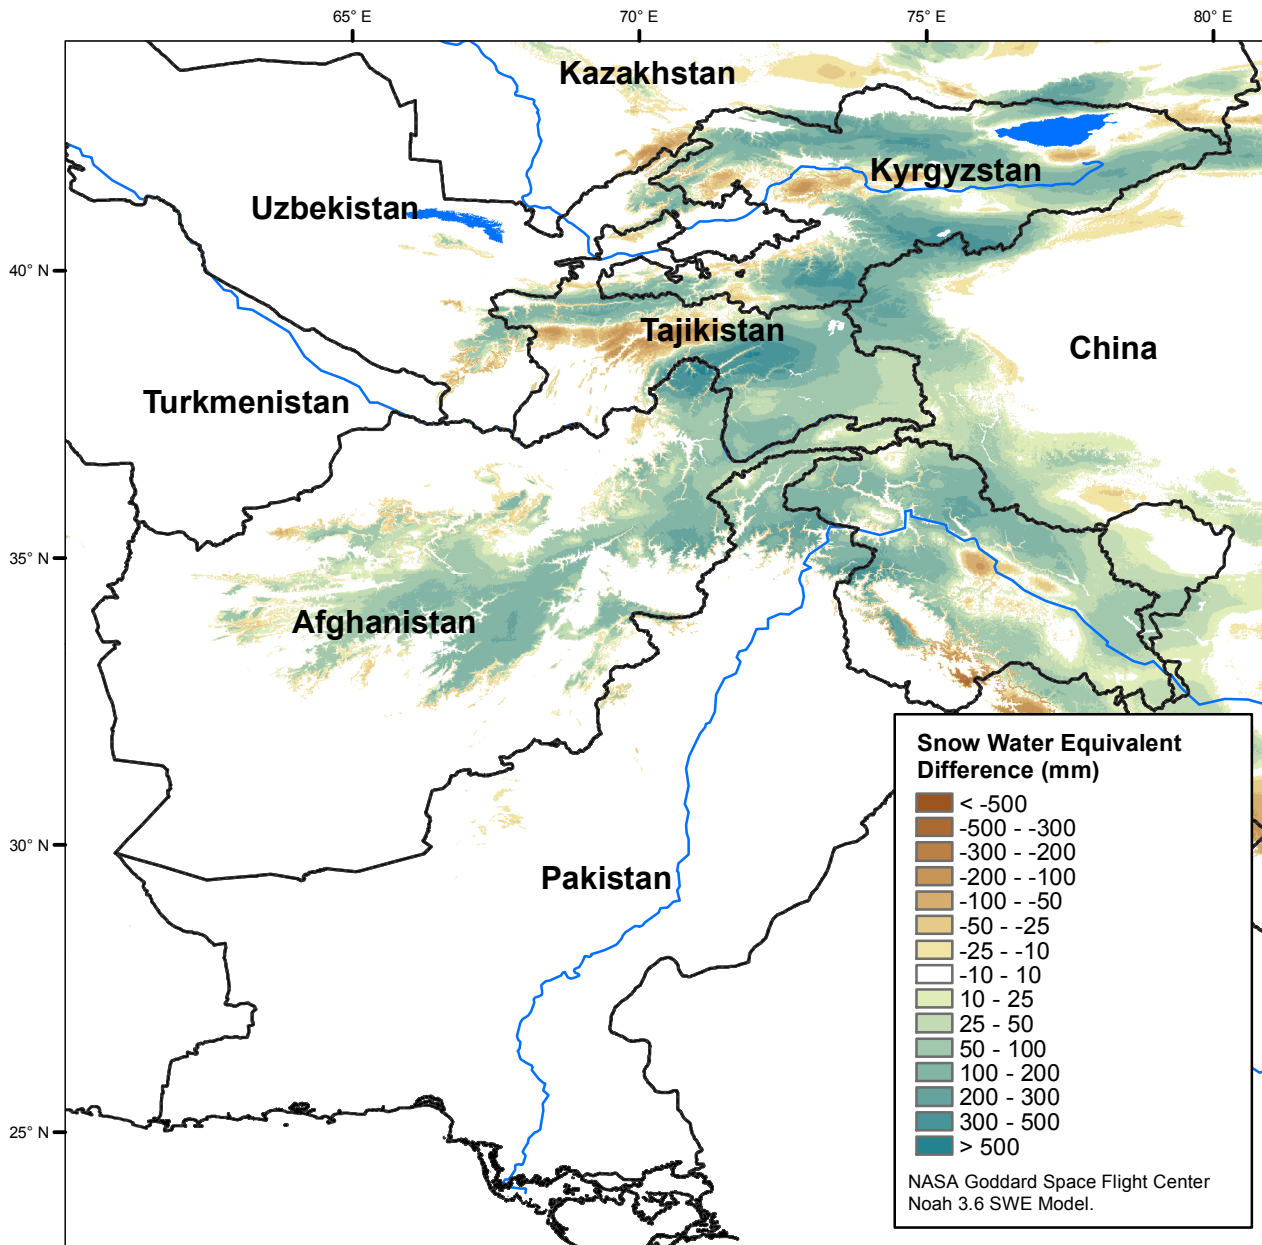 65° E
70° E
75° E
80° E
Kazakhstan
Kyrgyzstan
Uzbekistan
40° N
Tajikistan
China
Turkmenistan
35° N
Afghanistan
Snow Water Equivalent
Difference (mm)
< -500
-500 - -300
-300 - -200
-200 - -100
-100 - -50
-50 - -25
-25 - -10
-10 - 10
10 - 25
25 - 50
50 - 100
100 - 200
200 - 300
300 - 500
> 500
NASA Goddard Space Flight Center
Noah 3.6 SWE Model.
30° N
Pakistan
25° N